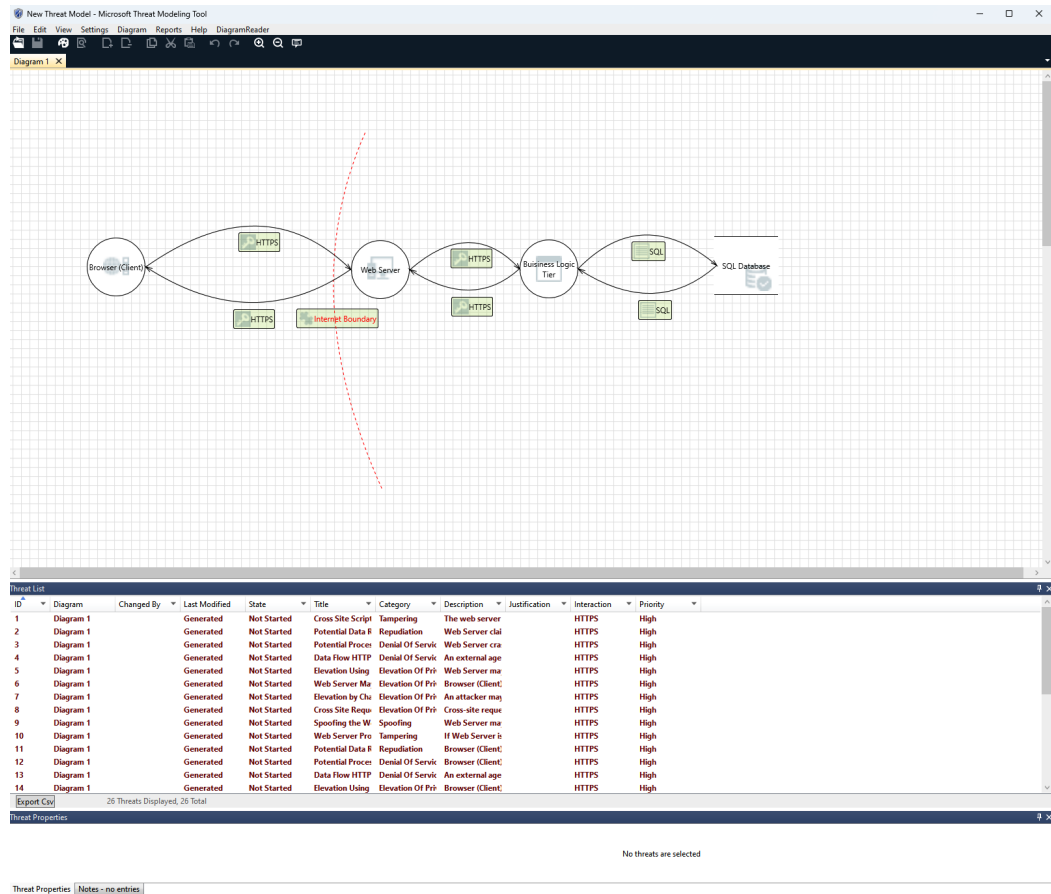 New Threat Model - Microsoft Threat Modeling Tool
File Edit View Settings Diagram Reports Help DiagramReader
Diagram 1
HTTPS
HTTPS
SQL
Browser (Client)
Web Server
Buisiness Logic
Tier
SQL Database
HTTPS
Internet Boundary
HTTPS
SQL
Threat List
ID Diagram Changed By Last Modified State Title Category Description Justification Interaction Priority
1 Diagram 1 Generated Not Started Cross Site Script Tampering The web server HTTPS High
2 Diagram 1 Generated Not Started Potential Data R Repudiation Web Server clai HTTPS High
3 Diagram 1 Generated Not Started Potential Proces Denial Of Servic Web Server cra HTTPS High
4 Diagram 1 Generated Not Started Data Flow HTTP Denial Of Servic An external age HTTPS High
5 Diagram 1 Generated Not Started Elevation Using Elevation Of Pri Web Server ma HTTPS High
6 Diagram 1 Generated Not Started Web Server Ma Elevation Of Pri Browser (Client) HTTPS High
7 Diagram 1 Generated Not Started Elevation by Cha Elevation Of Pri An attacker may HTTPS High
8 Diagram 1 Generated Not Started Cross Site Reque Elevation Of Pri Cross-site reque HTTPS High
9 Diagram 1 Generated Not Started Spoofing the W Spoofing Web Server ma HTTPS High
10 Diagram 1 Generated Not Started Web Server Pro Tampering If Web Server is HTTPS High
11 Diagram 1 Generated Not Started Potential Data R Repudiation Browser (Client) HTTPS High
12 Diagram 1 Generated Not Started Potential Proces Denial Of Servic Browser (Client) HTTPS High
13 Diagram 1 Generated Not Started Data Flow HTTP Denial Of Servic An external age HTTPS High
14 Diagram 1 Generated Not Started Elevation Using Elevation Of Pri Browser (Client) HTTPS High
Export Csv 26 Threats Displayed, 26 Total
Threat Properties
No threats are selected
Threat Properties Notes - no entries